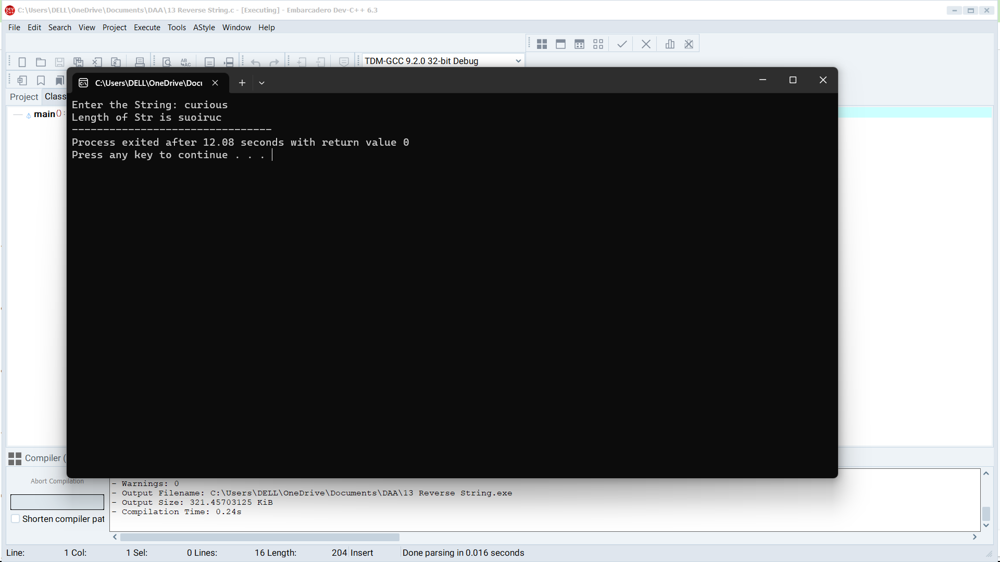 C:\Users\DELL\OneDrive\Documents\DAA\13 Reverse String.c - [Executing] - Embarcadero Dev-C++ 6.3
File Edit Search View Project Execute Tools AStyle Window Help
TDM-GCC 9.2.0 32-bit Debug
C:\Users\DELL\OneDrive\Docu
Project Class
main():
Enter the String: curious
Length of Str is suoiruc
--------------------------------
Process exited after 12.08 seconds with return value 0
Press any key to continue . . .
Compiler (
Abort Compilation
Shorten compiler pat
- Warnings: 0
- Output Filename: C:\Users\DELL\OneDrive\Documents\DAA\13 Reverse String.exe
- Output Size: 321.45703125 KiB
- Compilation Time: 0.24s
Line: 1 Col: 1 Sel: 0 Lines: 16 Length: 204 Insert Done parsing in 0.016 seconds